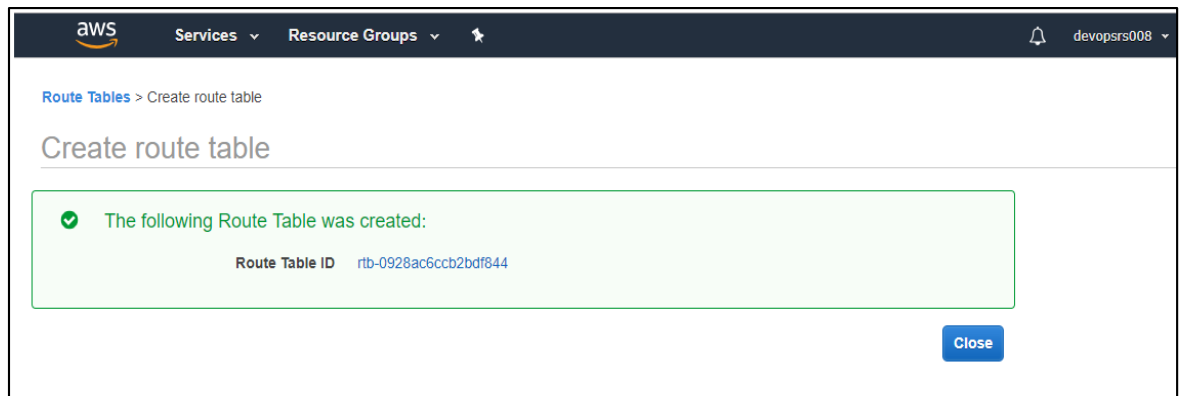 aws Services Resource Groups devopsrs008
Route Tables > Create route table
Create route table
The following Route Table was created:
Route Table ID rtb-0928ac6ccb2bdf844
Close